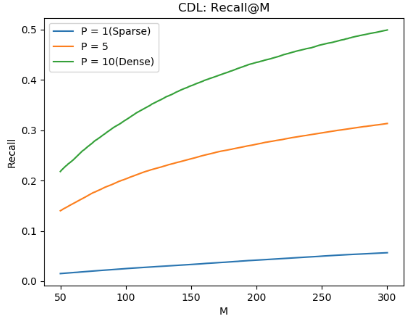 CDL: Recall@M
P = 1(Sparse)
P = 5
P = 10(Dense)
0.5
0.4
0.3
0.2
0.1
0.0
Recall
50
100
150
200
250
300
M